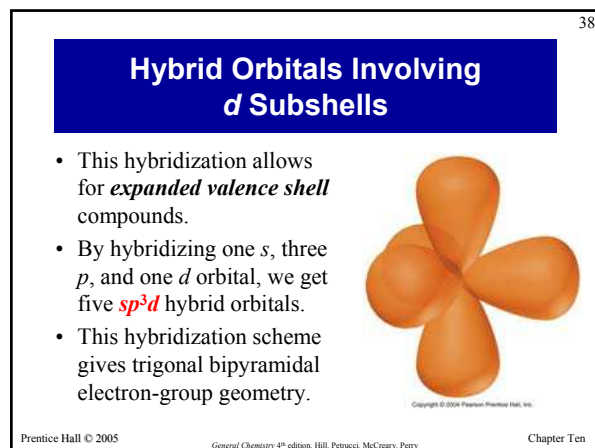 38
Hybrid Orbitals Involving
d Subshells
• This hybridization allows
for expanded valence shell
compounds.
• By hybridizing one s, three
p, and one d orbital, we get
five sp³d hybrid orbitals.
• This hybridization scheme
gives trigonal bipyramidal
electron-group geometry.
Copyright © 2004 Pearson Prentice Hall, Inc.
Prentice Hall © 2005
General Chemistry 4th edition, Hill, Petrucci, McCreary, Perry
Chapter Ten